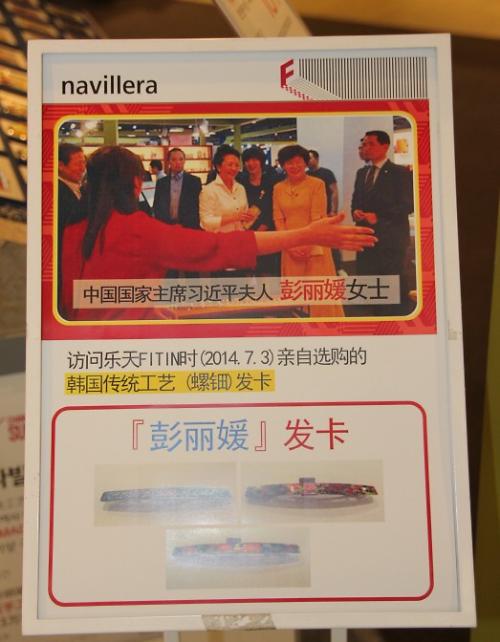 navillera
中国国家主席习近平夫人 彭丽媛女士
访问乐天FITIN时(2014.7.3)亲自选购的
韩国传统工艺 (螺钿)发卡
『彭丽媛』发卡